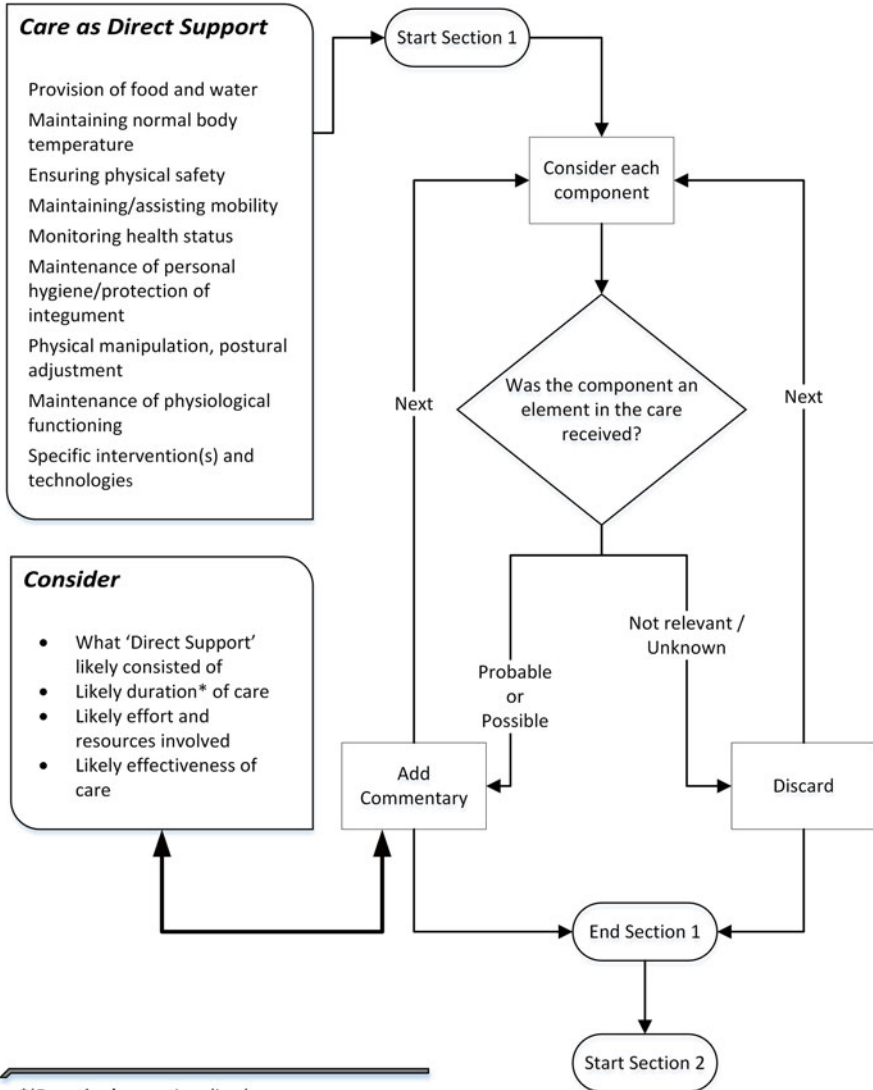 Care as Direct Support
Provision of food and water
Maintaining normal body
temperature
Ensuring physical safety
Maintaining/assisting mobility
Monitoring health status
Maintenance of personal
hygiene/protection of
integument
Physical manipulation, postural
adjustment
Maintenance of physiological
functioning
Specific intervention(s) and
technologies
Start Section 1
Consider each
component
Was the component an
element in the care
received?
Next
Next
Probable
or
Possible
Not relevant /
Unknown
Consider
• What ‘Direct Support’
likely consisted of
• Likely duration* of care
• Likely effort and
resources involved
• Likely effectiveness of
care
Add
Commentary
Discard
End Section 1
Start Section 2